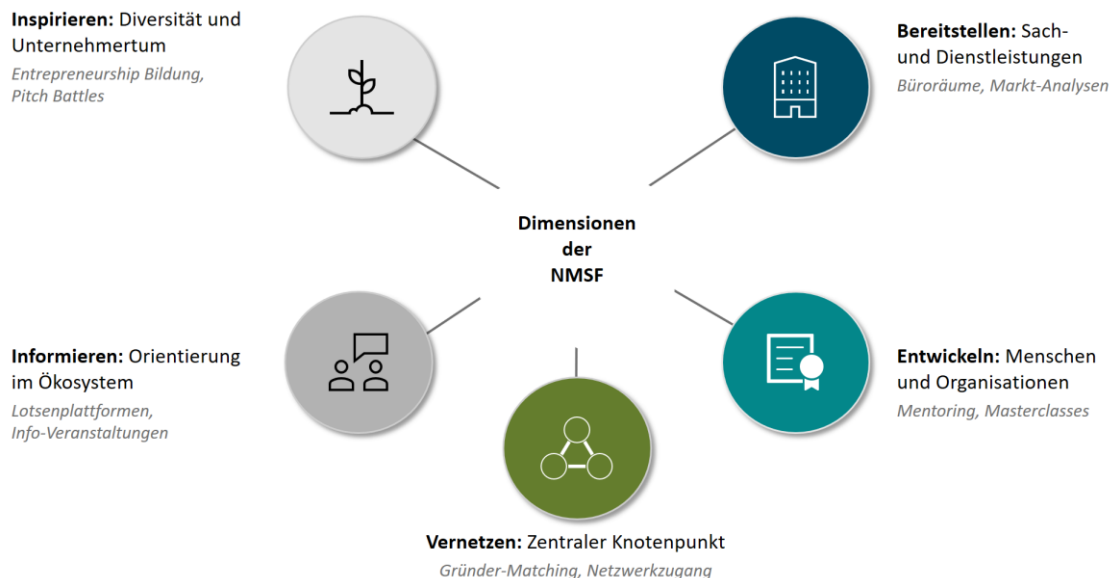 Inspirieren: Diversität und
Unternehmertum
Entrepreneurship Bildung,
Pitch Battles
Bereitstellen: Sach-
und Dienstleistungen
Büroräume, Markt-Analysen
Dimensionen
der
NMSF
Informieren: Orientierung
im Ökosystem
Lotsenplattformen,
Info-Veranstaltungen
Entwickeln: Menschen
und Organisationen
Mentoring, Masterclasses
Vernetzen: Zentraler Knotenpunkt
Gründer-Matching, Netzwerkzugang